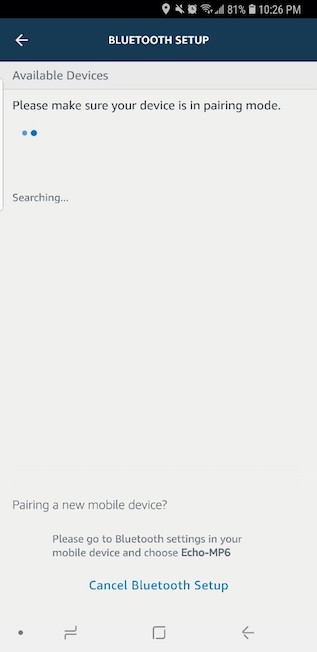 81% 10:26 PM
BLUETOOTH SETUP
Available Devices
Please make sure your device is in pairing mode.
Searching...
Pairing a new mobile device?
Please go to Bluetooth settings in your
mobile device and choose Echo-MP6
Cancel Bluetooth Setup